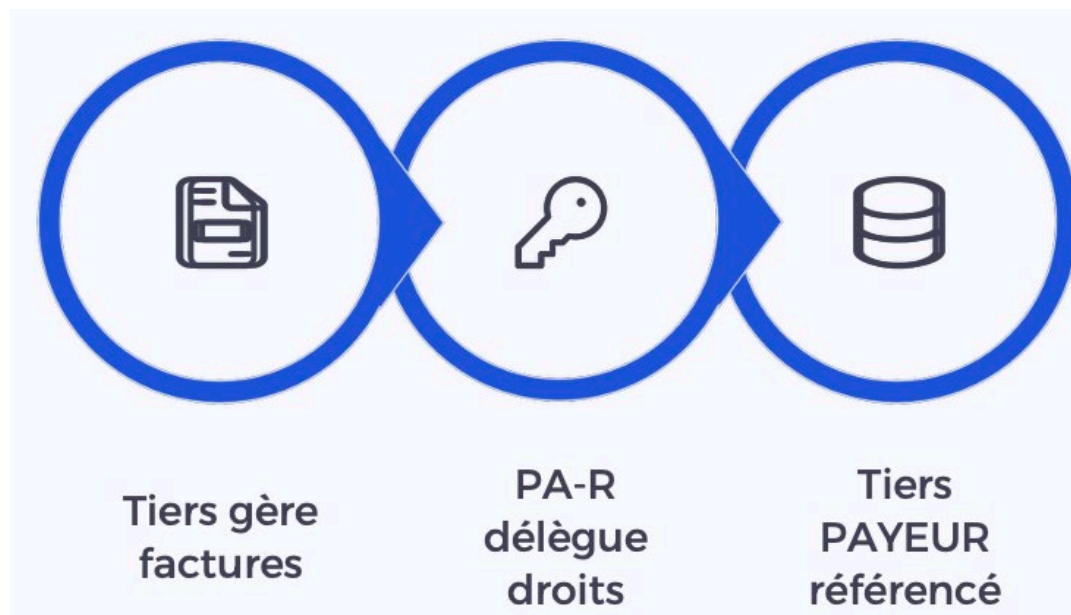 Tiers gère
factures
PA-R
délègue
droits
Tiers
PAYEUR
référencé